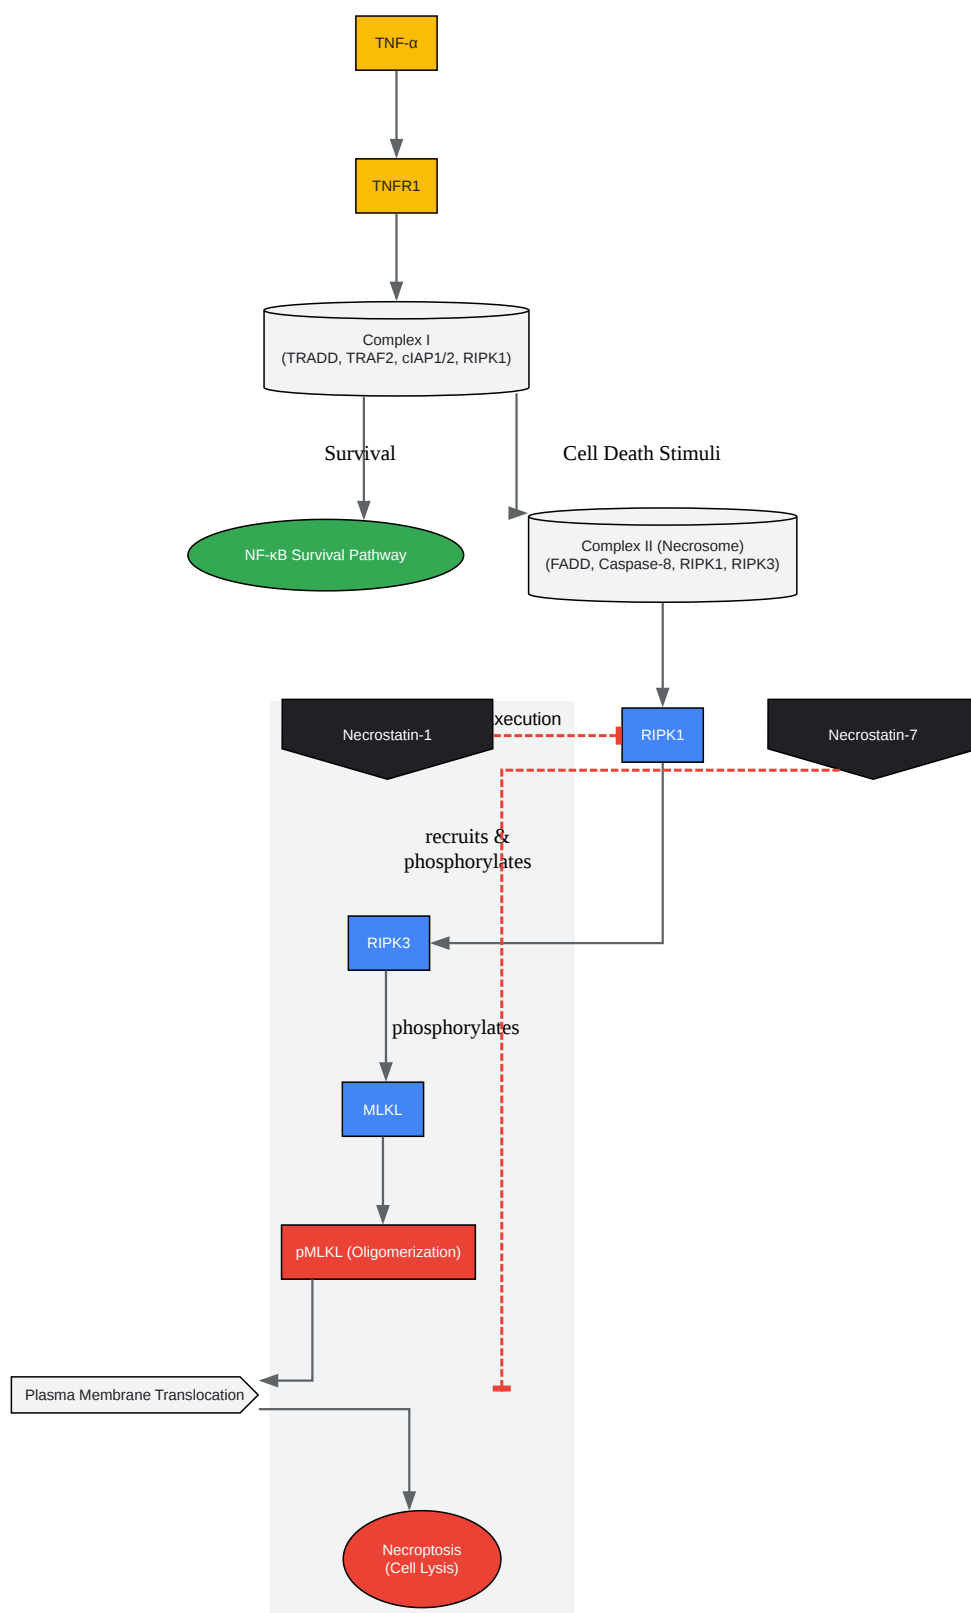 TNF-α
TNFR1
Complex I
(TRADD, TRAF2, cIAP1/2, RIPK1)
Survival
Cell Death Stimuli
NF-κB Survival Pathway
Complex II (Necrosome)
(FADD, Caspase-8, RIPK1, RIPK3)
Necrostatin-1
xecution
RIPK1
Necrostatin-7
recruits &
phosphorylates
RIPK3
phosphorylates
MLKL
pMLKL (Oligomerization)
Plasma Membrane Translocation
Necroptosis
(Cell Lysis)